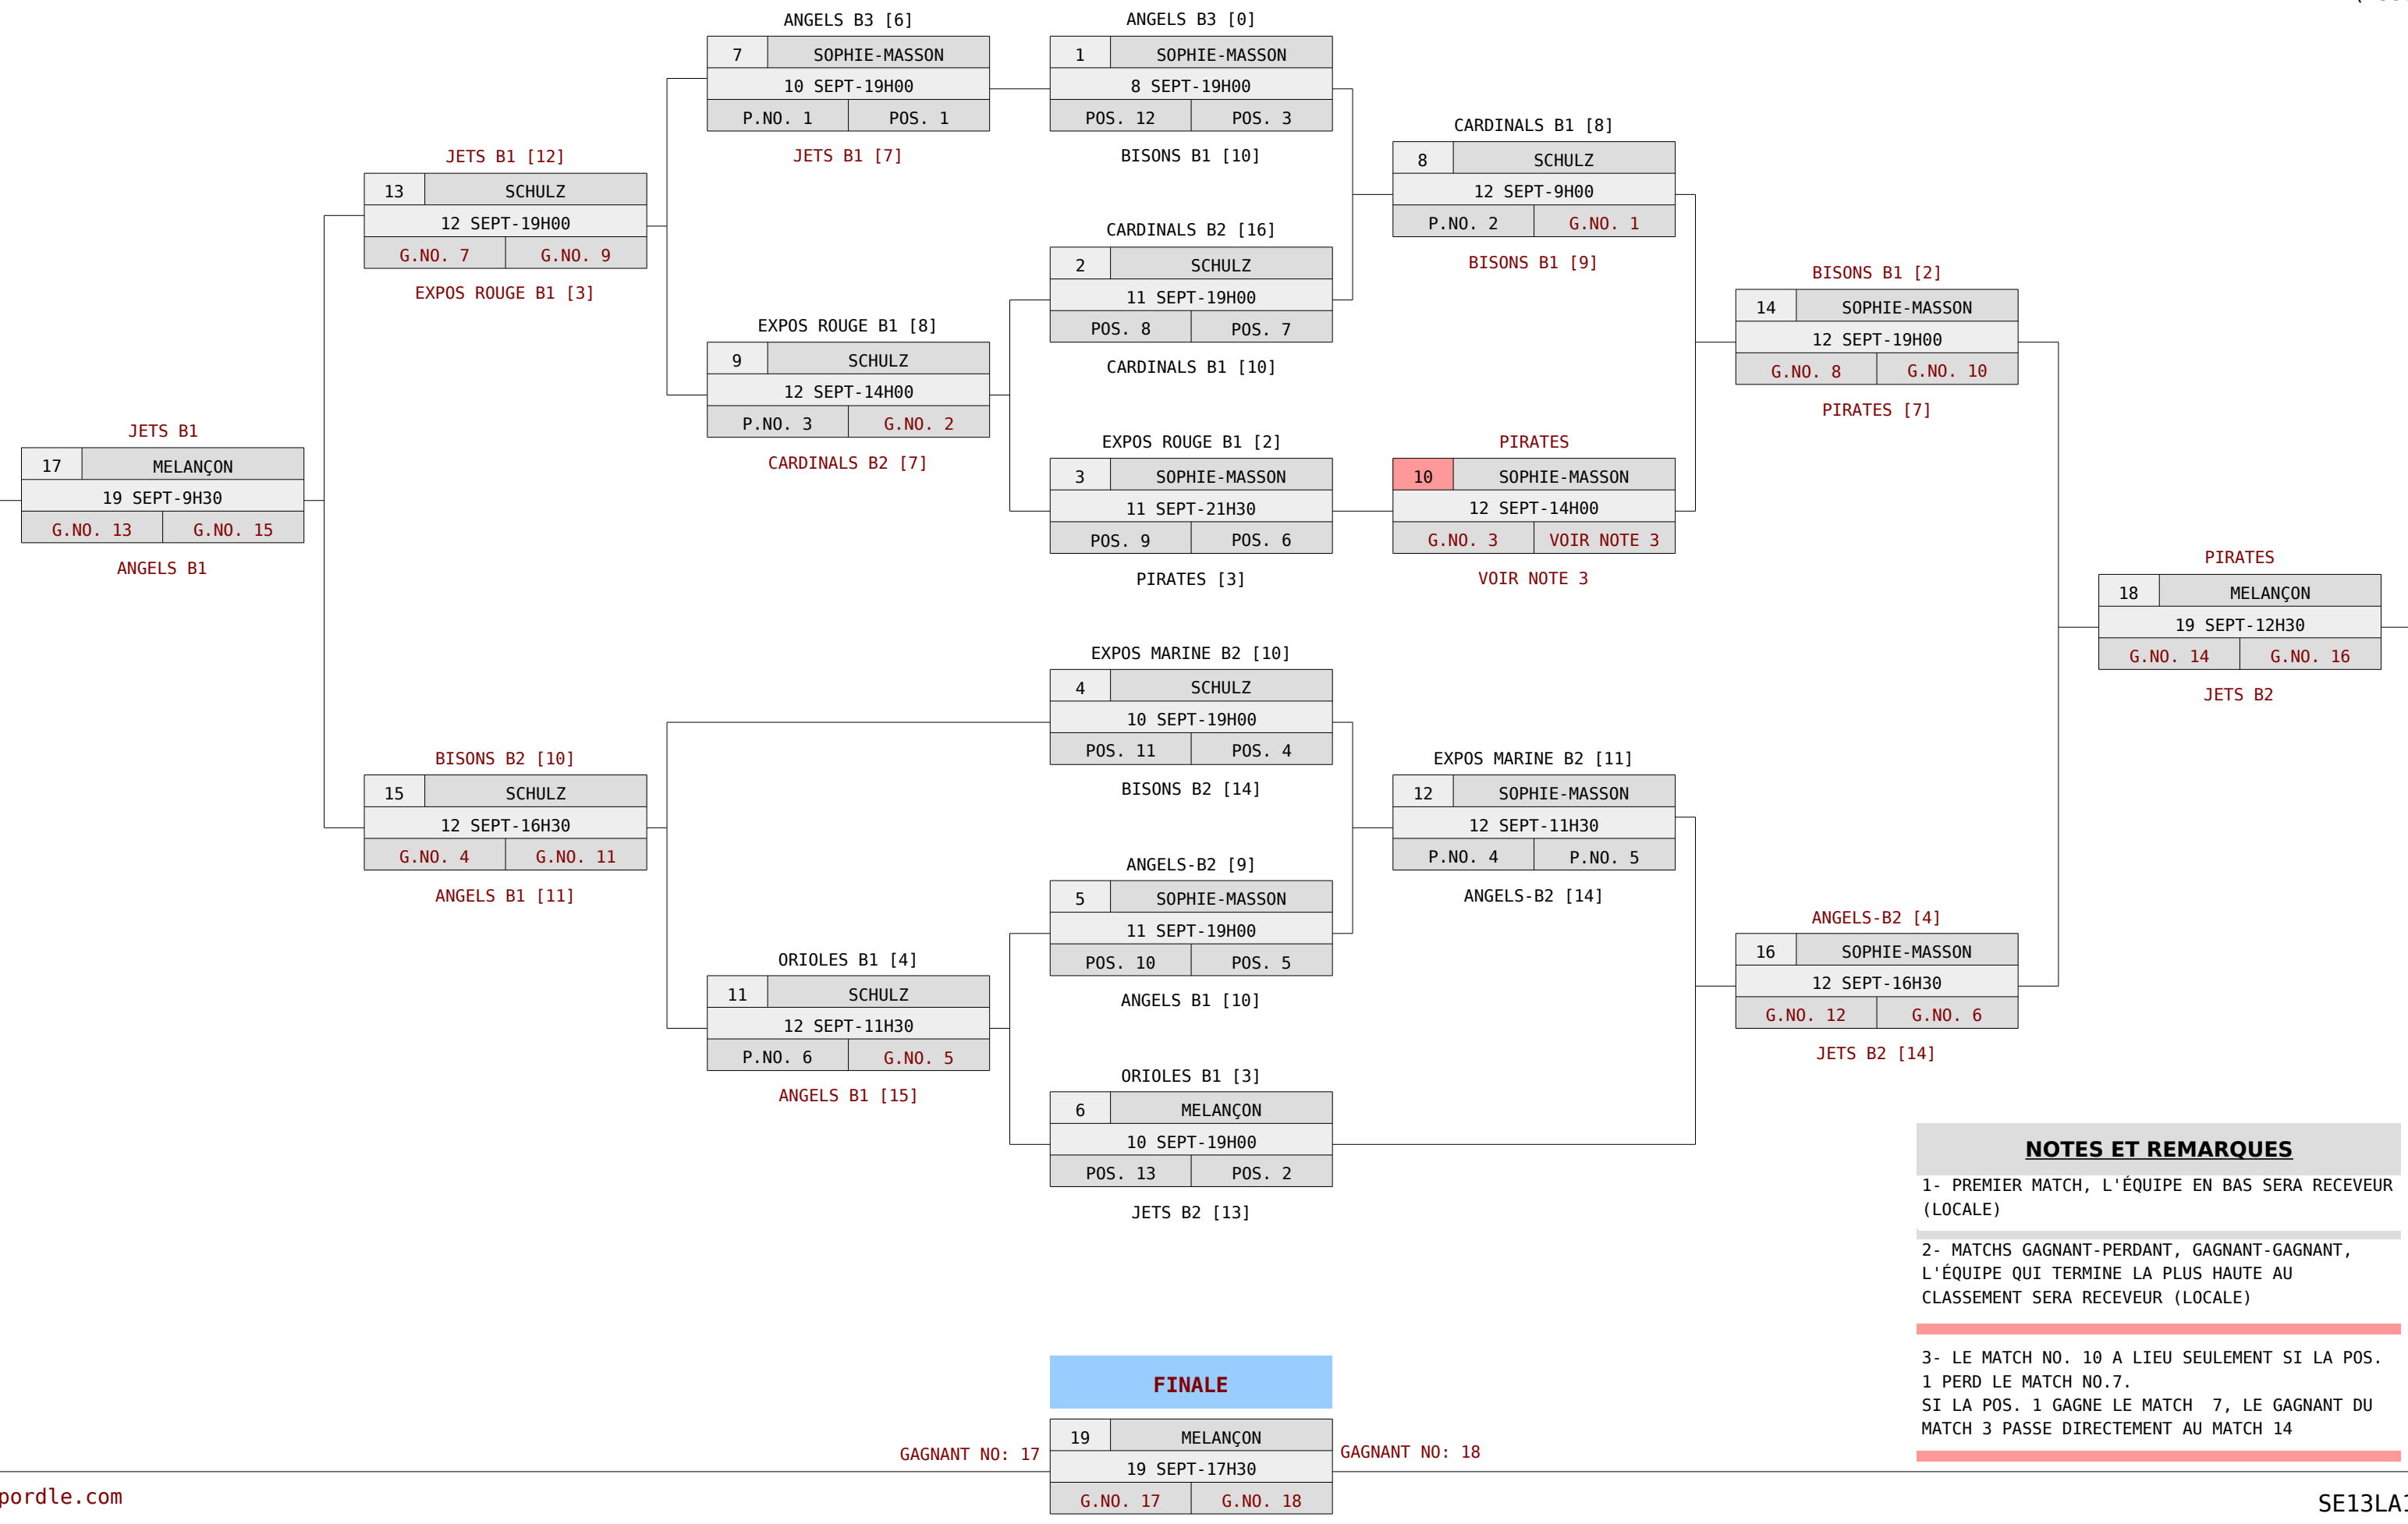 ANGELS B3 [6]
7 SOPHIE-MASSON
10 SEPT-19H00
P.NO. 1 POS. 1
JETS B1 [7]
ANGELS B3 [0]
1 SOPHIE-MASSON
8 SEPT-19H00
POS. 12 POS. 3
BISONS B1 [10]
CARDINALS B1 [8]
8 SCHULZ
12 SEPT-9H00
P.NO. 2 G.NO. 1
BISONS B1 [9]
JETS B1 [12]
13 SCHULZ
12 SEPT-19H00
G.NO. 7 G.NO. 9
EXPOS ROUGE B1 [3]
CARDINALS B2 [16]
2 SCHULZ
11 SEPT-19H00
POS. 8 POS. 7
CARDINALS B1 [10]
BISONS B1 [2]
14 SOPHIE-MASSON
12 SEPT-19H00
G.NO. 8 G.NO. 10
PIRATES [7]
EXPOS ROUGE B1 [8]
9 SCHULZ
12 SEPT-14H00
P.NO. 3 G.NO. 2
CARDINALS B2 [7]
JETS B1
17 MELANÇON
19 SEPT-9H30
G.NO. 13 G.NO. 15
ANGELS B1
EXPOS ROUGE B1 [2]
3 SOPHIE-MASSON
11 SEPT-21H30
POS. 9 POS. 6
PIRATES [3]
PIRATES
10 SOPHIE-MASSON
12 SEPT-14H00
G.NO. 3 VOIR NOTE 3
VOIR NOTE 3
PIRATES
18 MELANÇON
19 SEPT-12H30
G.NO. 14 G.NO. 16
JETS B2
EXPOS MARINE B2 [10]
4 SCHULZ
10 SEPT-19H00
POS. 11 POS. 4
BISONS B2 [14]
BISONS B2 [10]
15 SCHULZ
12 SEPT-16H30
G.NO. 4 G.NO. 11
ANGELS B1 [11]
EXPOS MARINE B2 [11]
12 SOPHIE-MASSON
12 SEPT-11H30
P.NO. 4 P.NO. 5
ANGELS-B2 [14]
ANGELS-B2 [9]
5 SOPHIE-MASSON
11 SEPT-19H00
POS. 10 POS. 5
ANGELS B1 [10]
ANGELS-B2 [4]
16 SOPHIE-MASSON
12 SEPT-16H30
G.NO. 12 G.NO. 6
JETS B2 [14]
ORIOLES B1 [4]
11 SCHULZ
12 SEPT-11H30
P.NO. 6 G.NO. 5
ANGELS B1 [15]
ORIOLES B1 [3]
6 MELANÇON
10 SEPT-19H00
POS. 13 POS. 2
JETS B2 [13]
NOTES ET REMARQUES
1- PREMIER MATCH, L'ÉQUIPE EN BAS SERA RECEVEUR
(LOCALE)
2- MATCHS GAGNANT-PERDANT, GAGNANT-GAGNANT,
L'ÉQUIPE QUI TERMINE LA PLUS HAUTE AU
CLASSEMENT SERA RECEVEUR (LOCALE)
3- LE MATCH NO. 10 A LIEU SEULEMENT SI LA POS.
1 PERD LE MATCH NO.7.
SI LA POS. 1 GAGNE LE MATCH 7, LE GAGNANT DU
MATCH 3 PASSE DIRECTEMENT AU MATCH 14
FINALE
GAGNANT NO: 17
19 MELANÇON
19 SEPT-17H30
G.NO. 17 G.NO. 18
GAGNANT NO: 18
pordle.com
SE13LA1